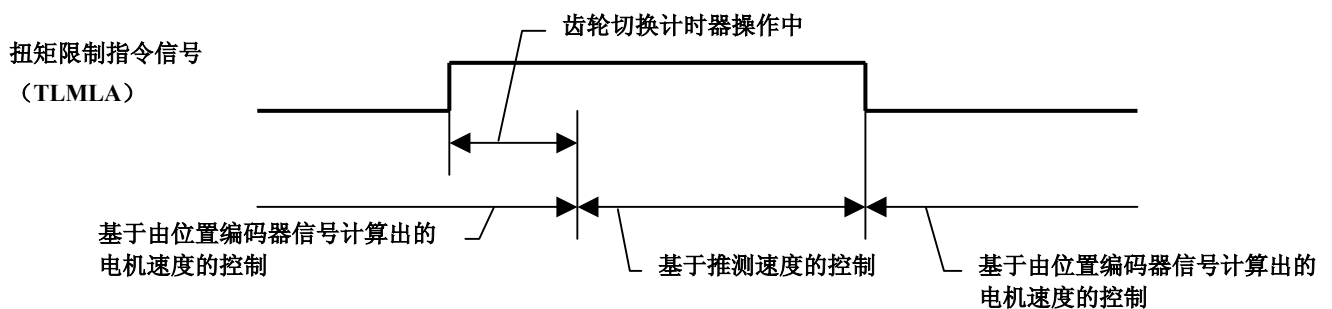 齿轮切换计时器操作中
扭矩限制指令信号
（TLMLA）
基于由位置编码器信号计算出的
电机速度的控制
基于推测速度的控制
基于由位置编码器信号计算出的
电机速度的控制